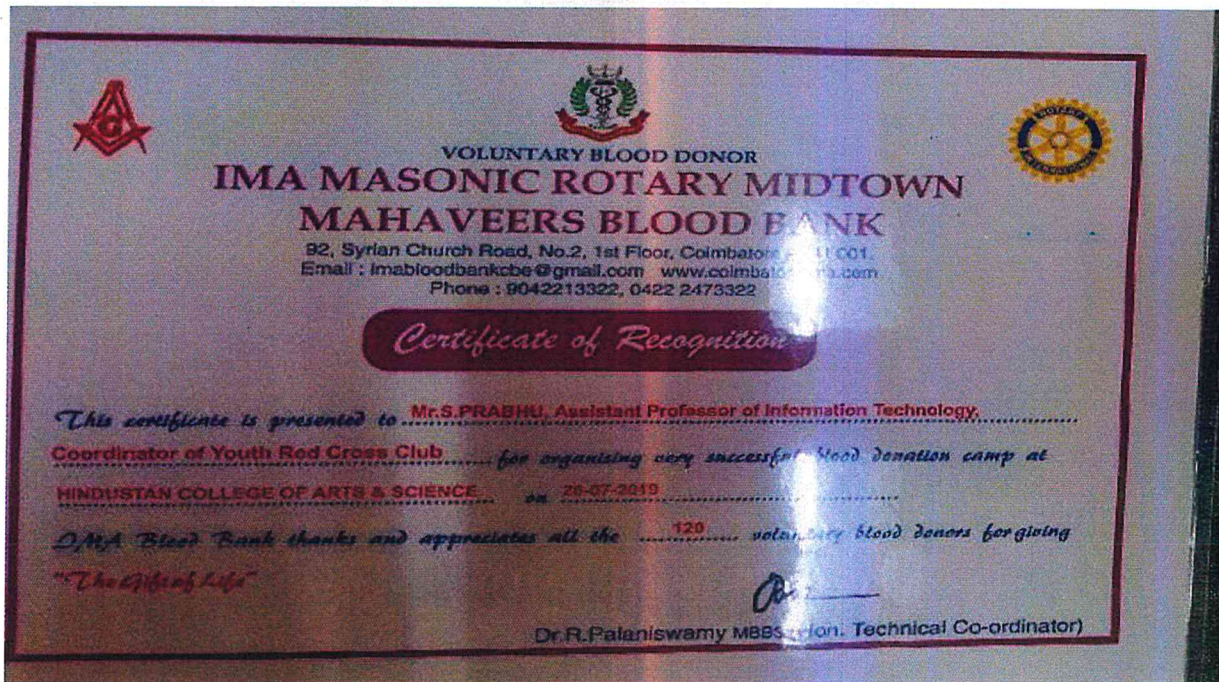 G
ROTARY
INTERNATIONAL
VOLUNTARY BLOOD DONOR
IMA MASONIC ROTARY MIDTOWN
MAHAVEERS BLOOD BANK
92, Syrian Church Road, No.2, 1st Floor, Coimbatore 001.
Email : imabloodbankcbe@gmail.com
Phone : 9042213322, 0422 2473322
Certificate of Recognition
This certificate is presented to Mr.S.PRABHU, Assistant Professor of Information Technology,
Coordinator of Youth Red Cross Club for organising very successful blood donation camp at
HINDUSTAN COLLEGE OF ARTS & SCIENCE on 26-07-2019
IMA Blood Bank thanks and appreciates all the 120 voluntary blood donors for giving
"The Gift of Life"
Dr.R.Palaniswamy MBBS Hon. Technical Co-ordinator)